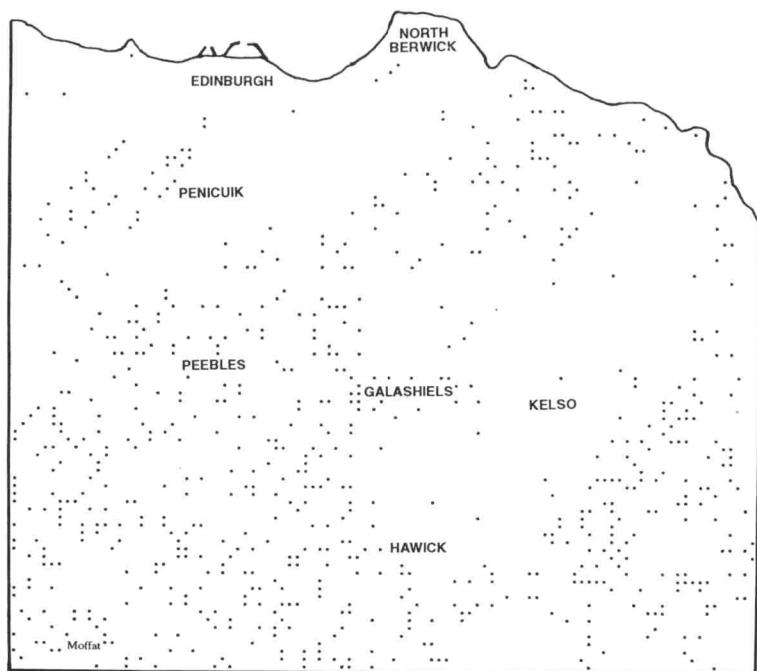 NORTH
BERWICK
EDINBURGH
PENICUIK
PEEBLES
GALASHIELS
KELSO
HAWICK
Moffat